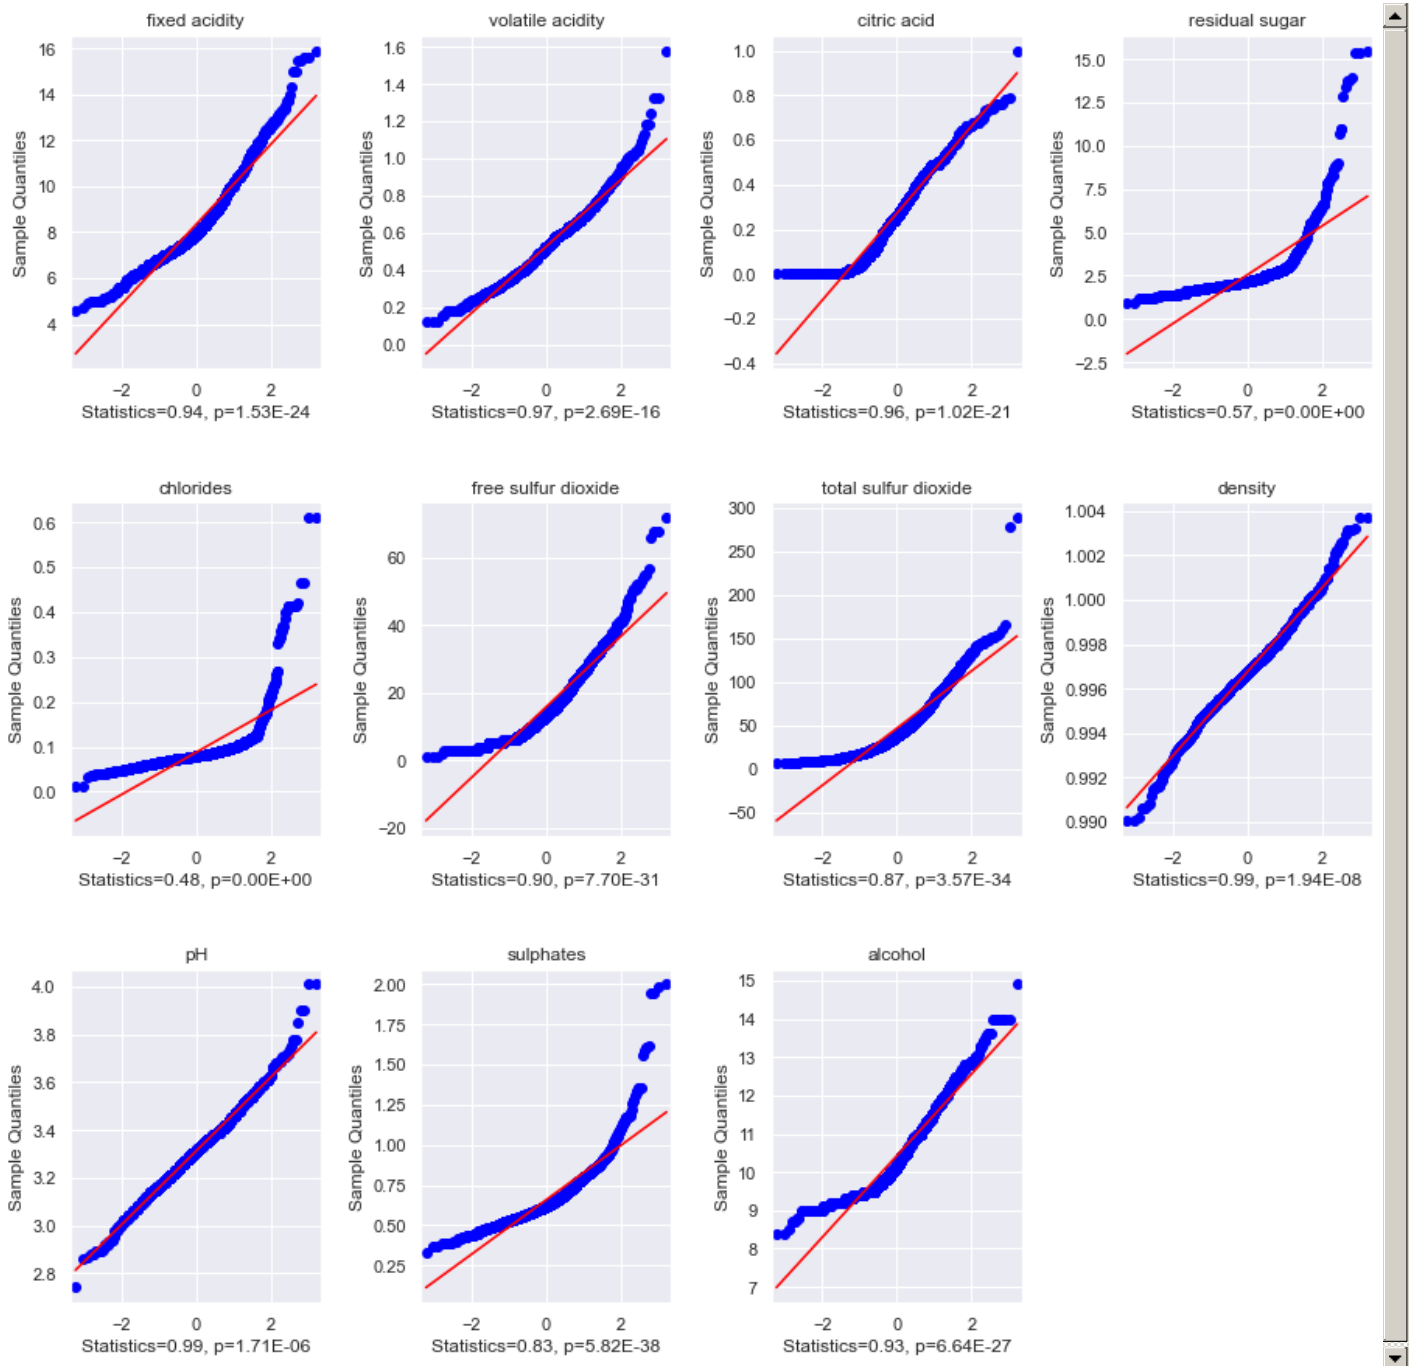 fixed acidity
16
14
12
10
8
6
4
Sample Quantiles
−2 0 2
Statistics=0.94, p=1.53E-24
volatile acidity
1.6
1.4
1.2
1.0
0.8
0.6
0.4
0.2
0.0
Sample Quantiles
−2 0 2
Statistics=0.97, p=2.69E-16
citric acid
1.0
0.8
0.6
0.4
0.2
0.0
−0.2
−0.4
Sample Quantiles
−2 0 2
Statistics=0.96, p=1.02E-21
residual sugar
15.0
12.5
10.0
7.5
5.0
2.5
0.0
−2.5
Sample Quantiles
−2 0 2
Statistics=0.57, p=0.00E+00
chlorides
0.6
0.5
0.4
0.3
0.2
0.1
0.0
Sample Quantiles
−2 0 2
Statistics=0.48, p=0.00E+00
free sulfur dioxide
60
40
20
0
−20
Sample Quantiles
−2 0 2
Statistics=0.90, p=7.70E-31
total sulfur dioxide
300
250
200
150
100
50
0
−50
Sample Quantiles
−2 0 2
Statistics=0.87, p=3.57E-34
density
1.004
1.002
1.000
0.998
0.996
0.994
0.992
0.990
Sample Quantiles
−2 0 2
Statistics=0.99, p=1.94E-08
pH
4.0
3.8
3.6
3.4
3.2
3.0
2.8
Sample Quantiles
−2 0 2
Statistics=0.99, p=1.71E-06
sulphates
2.00
1.75
1.50
1.25
1.00
0.75
0.50
0.25
Sample Quantiles
−2 0 2
Statistics=0.83, p=5.82E-38
alcohol
15
14
13
12
11
10
9
8
7
Sample Quantiles
−2 0 2
Statistics=0.93, p=6.64E-27